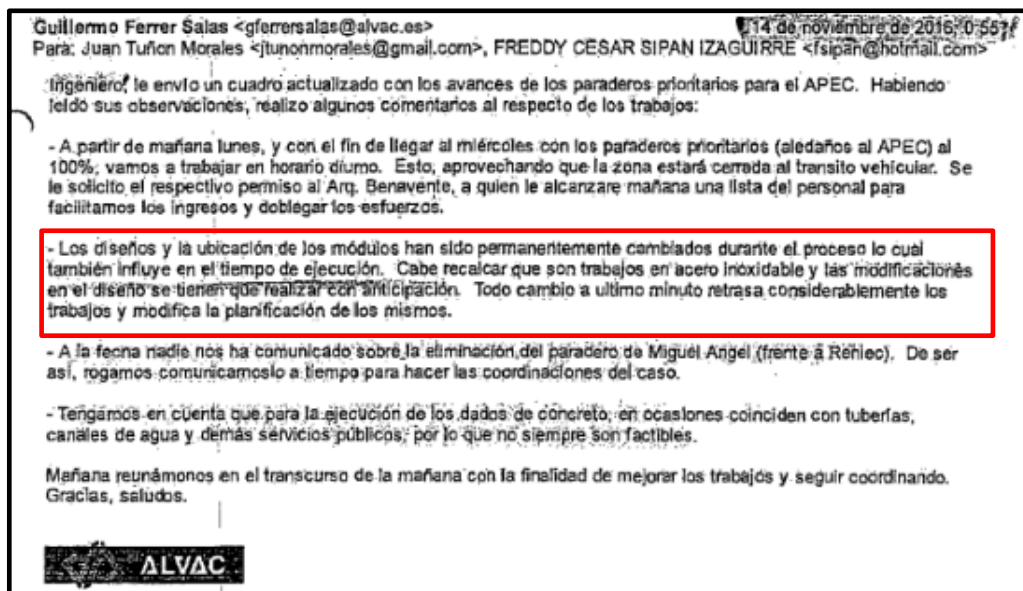 Guillermo Ferrer Salas <gferrersalas@alvac.es>
14 de noviembre de 2016, 0:55
Para: Juan Tuñon Morales <jtunonmorales@gmail.com>, FREDDY CESAR SIPAN IZAGUIRRE <fsipan@hotmail.com>
Ingeniero, le envío un cuadro actualizado con los avances de los paraderos prioritarios para el APEC. Habiendo
leído sus observaciones, realizo algunos comentarios al respecto de los trabajos:
- A partir de mañana lunes, y con el fin de llegar al miércoles con los paraderos prioritarios (aledaños al APEC) al
100%, vamos a trabajar en horario diurno. Esto, aprovechando que la zona estará cerrada al transito vehicular. Se
le solicito el respectivo permiso al Arq. Benavente, a quien le alcanzare mañana una lista del personal para
facilitarnos los ingresos y doblegar los esfuerzos.
- Los diseños y la ubicación de los módulos han sido permanentemente cambiados durante el proceso lo cual
también influye en el tiempo de ejecución. Cabe recalcar que son trabajos en acero inoxidable y las modificaciones
en el diseño se tienen que realizar con anticipación. Todo cambio a ultimo minuto retrasa considerablemente los
trabajos y modifica la planificación de los mismos.
- A la fecha nadie nos ha comunicado sobre la eliminación del paradero de Miguel Angel (frente a Reniec). De ser
así, rogamos comunicarnoslo a tiempo para hacer las coordinaciones del caso.
- Tengamos en cuenta que para la ejecución de los dados de concreto, en ocasiones coinciden con tuberías,
canales de agua y demás servicios públicos, por lo que no siempre son factibles.
Mañana reunámonos en el transcurso de la mañana con la finalidad de mejorar los trabajos y seguir coordinando.
Gracias, saludos.
ALVAC